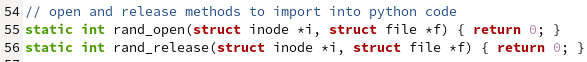 54 // open and release methods to import into python code
55 static int rand_open(struct inode *i, struct file *f) { return 0; }
56 static int rand_release(struct inode *i, struct file *f) { return 0; }